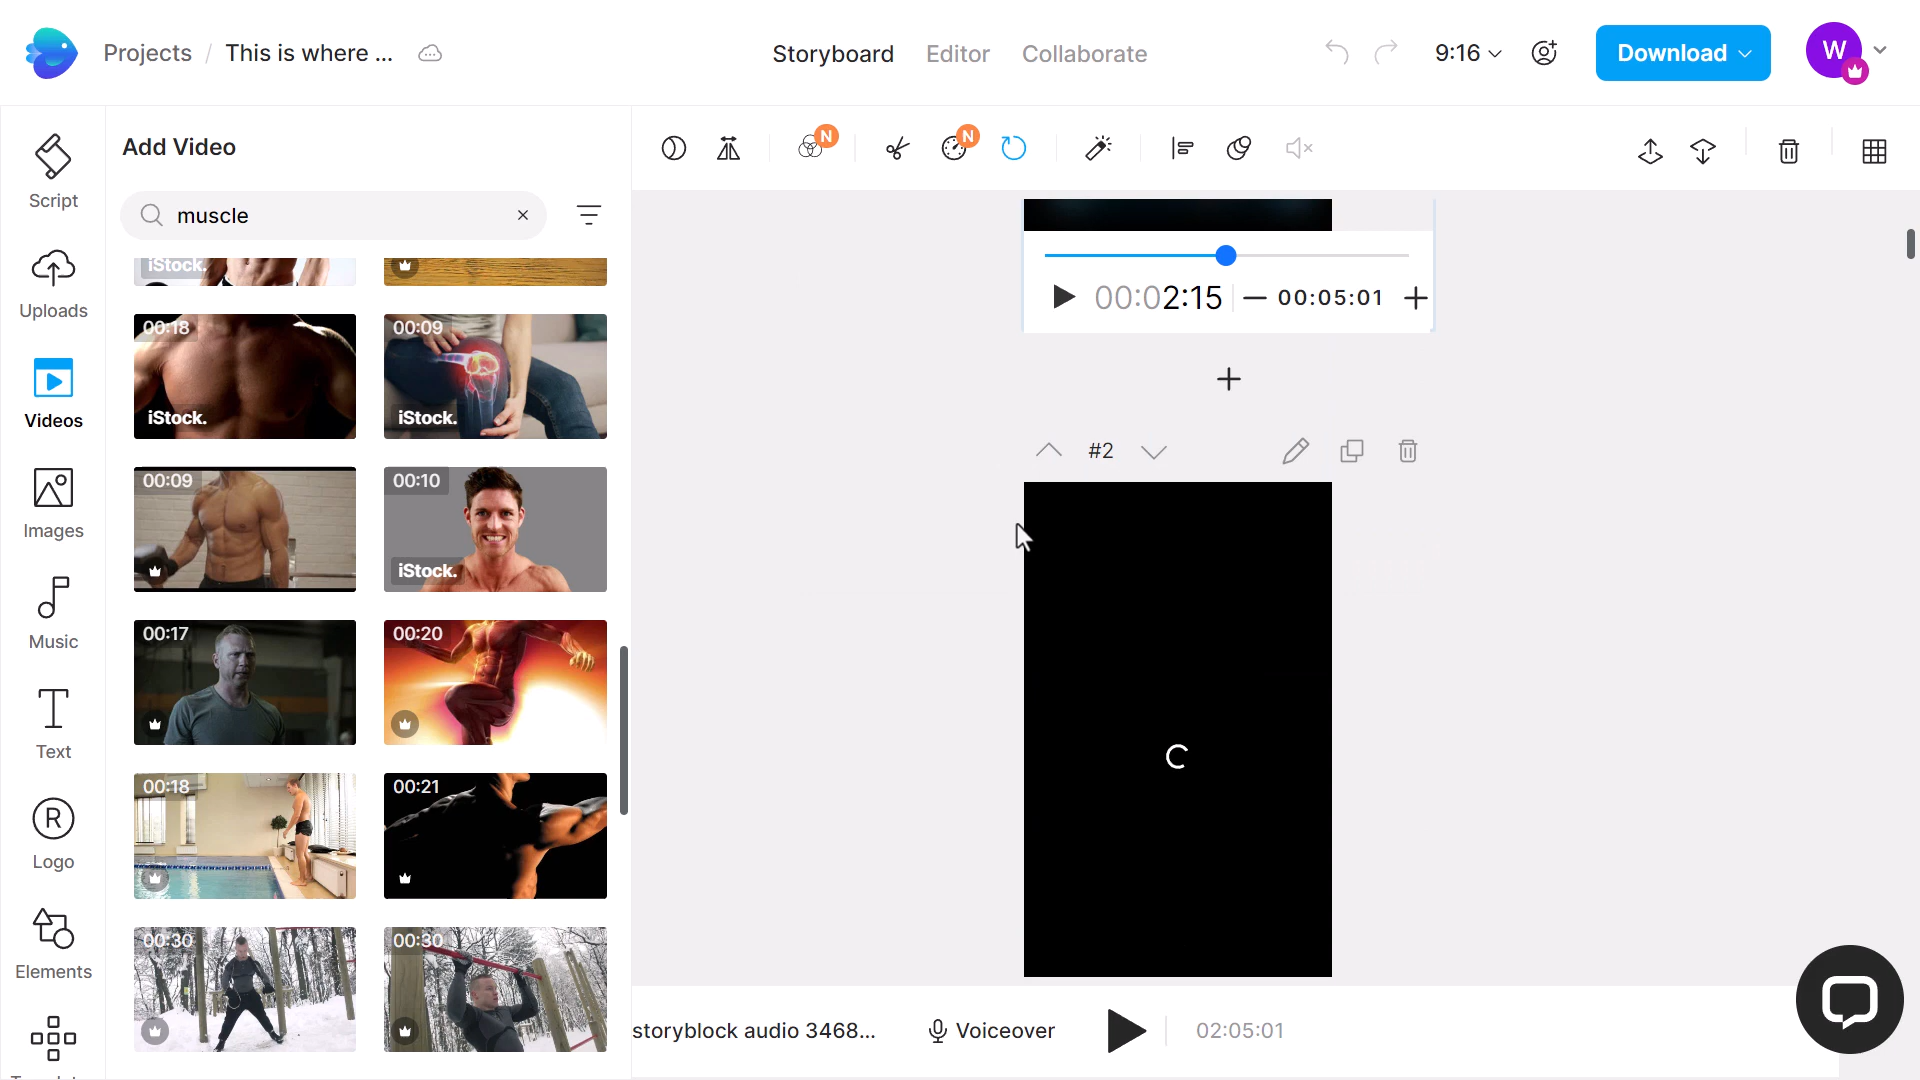 Projects / This is where ...
Storyboard
Editor
Collaborate
9:16
Download
W
Script
Uploads
Videos
Images
Music
Text
Logo
Elements
Add Video
muscle
iStock.
00:18
iStock.
00:09
iStock.
00:09
00:10
iStock.
00:17
00:20
00:18
00:21
00:30
00:30
N
N
00:02:15
00:05:01
#2
storyblock audio 3468...
Voiceover
02:05:01
R